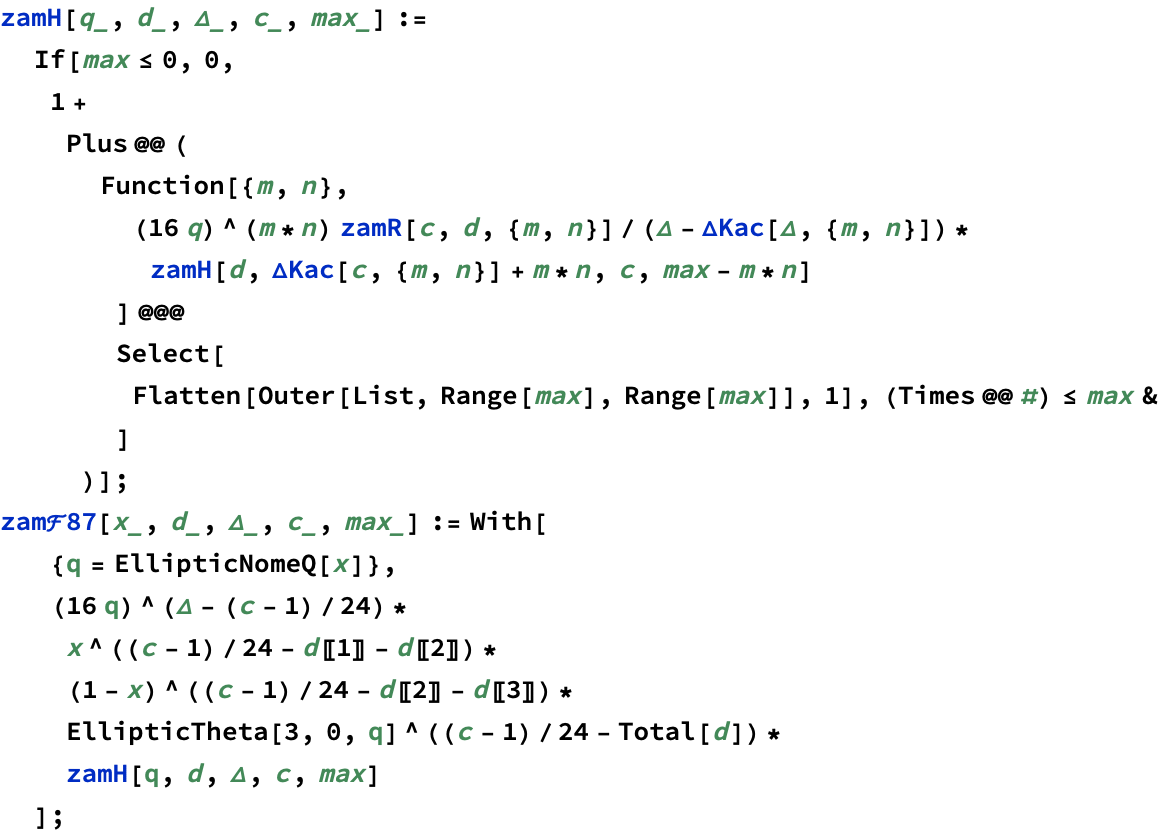 zamH[q_, d_, Δ_, c_, max_] :=
If[max ≤ 0, 0,
1 +
Plus @@ (
Function[{m, n},
(16 q) ^ (m * n) zamR[c, d, {m, n}] / (Δ - ΔKac[Δ, {m, n}]) *
zamH[d, ΔKac[c, {m, n}] + m * n, c, max - m * n]
] @@@
Select[
Flatten[Outer[List, Range[max], Range[max]], 1], (Times @@ #) ≤ max &
]
)];
zamℱ87[x_, d_, Δ_, c_, max_] := With[
{q = EllipticNomeQ[x]},
(16 q) ^ (Δ - (c - 1) / 24) *
x ^ ((c - 1) / 24 - d〚1〛 - d〚2〛) *
(1 - x) ^ ((c - 1) / 24 - d〚2〛 - d〚3〛) *
EllipticTheta[3, 0, q] ^ ((c - 1) / 24 - Total[d]) *
zamH[q, d, Δ, c, max]
];